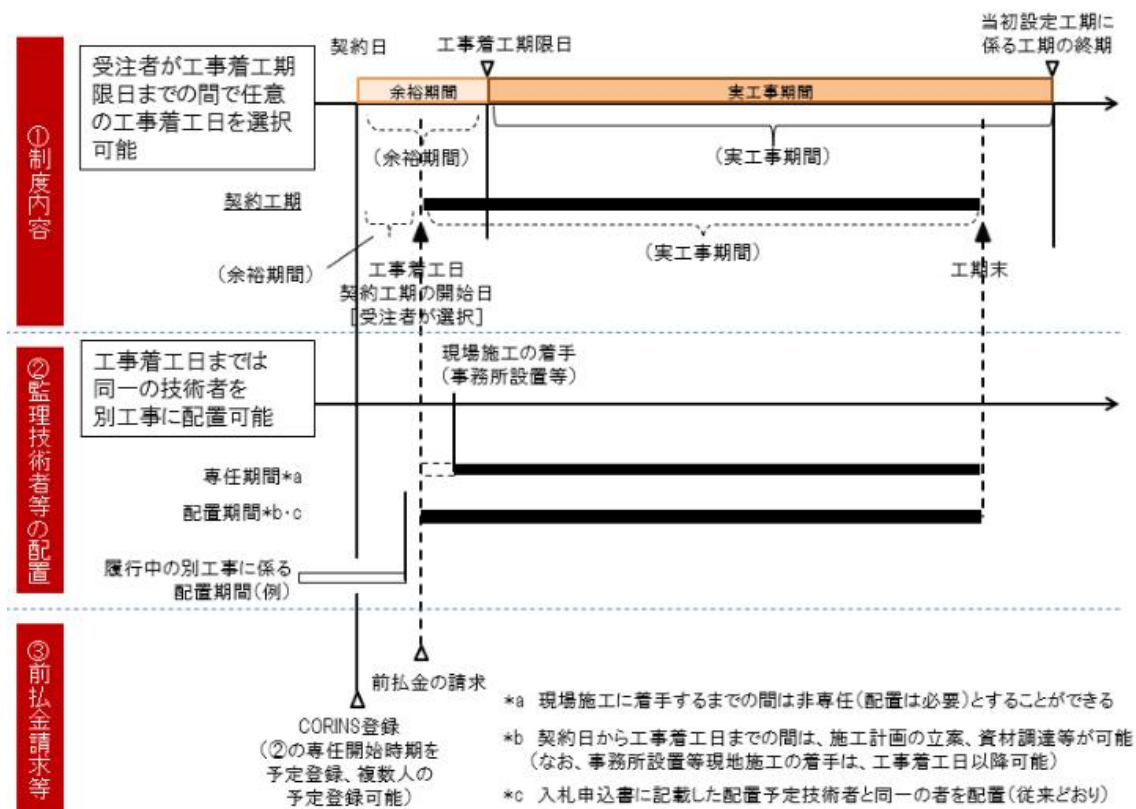 ①制度内容
受注者が工事着工期
限日までの間で任意
の工事着工日を選択
可能
契約日
工事着工期限日
当初設定工期に
係る工期の終期
余裕期間
実工事期間
(余裕期間)
(実工事期間)
契約工期
(余裕期間)
(実工事期間)
工事着工日
契約工期の開始日
[受注者が選択]
工期末
②監理技術者等の配置
工事着工日までは
同一の技術者を
別工事に配置可能
現場施工の着手
(事務所設置等)
専任期間*a
配置期間*b・c
履行中の別工事に係る
配置期間(例)
③前払金請求等
前払金の請求
CORINS登録
(②の専任開始時期を
予定登録、複数人の
予定登録可能)
*a 現場施工に着手するまでの間は非専任(配置は必要)とすることができる
*b 契約日から工事着工日までの間は、施工計画の立案、資材調達等が可能
(なお、事務所設置等現地施工の着手は、工事着工日以降可能)
*c 入札申込書に記載した配置予定技術者と同一の者を配置(従来どおり)